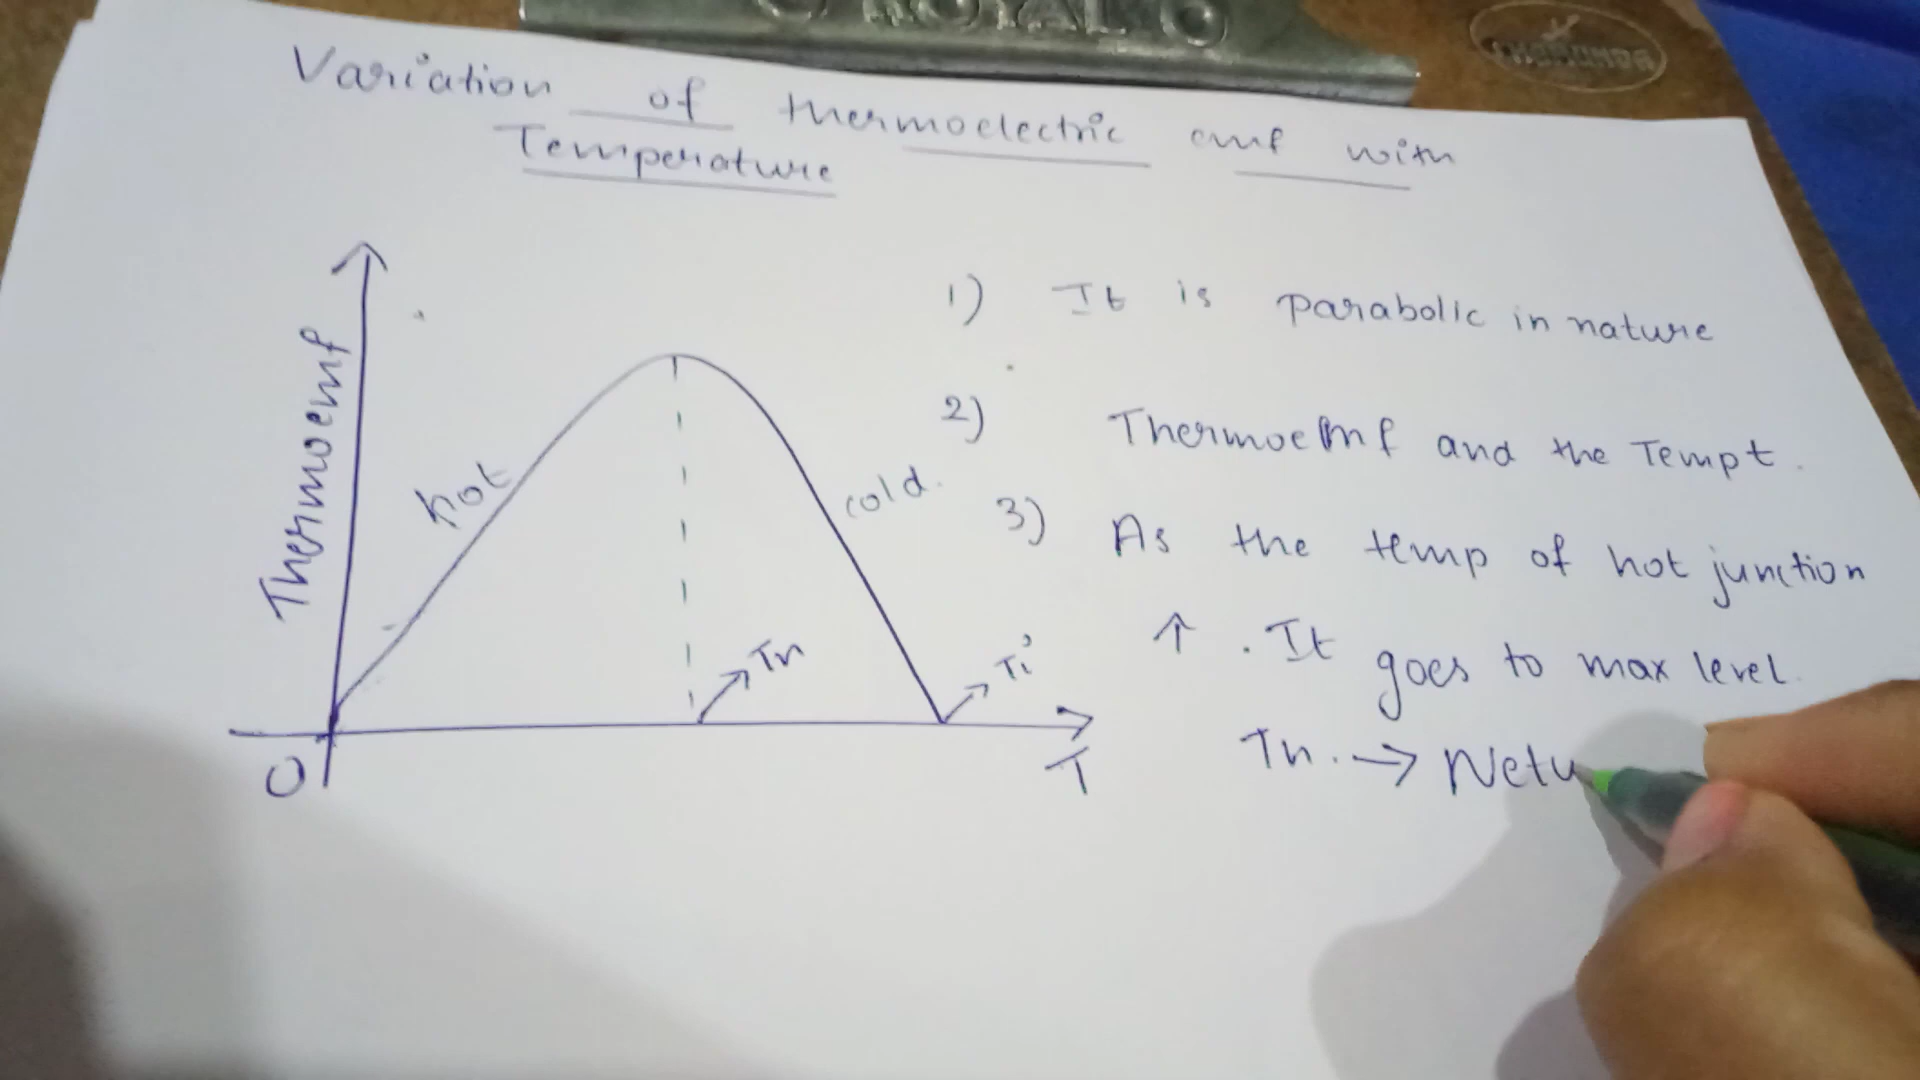 ROYAL
Variation of thermoelectric emf with
Temperature
Thermoemf
hot
cold.
Tn
Ti
O
T
1) It is parabolic in nature
2) Thermoemf and the Tempt.
3) As the temp of hot junction
↑ . It goes to max level.
Tn. → Netu